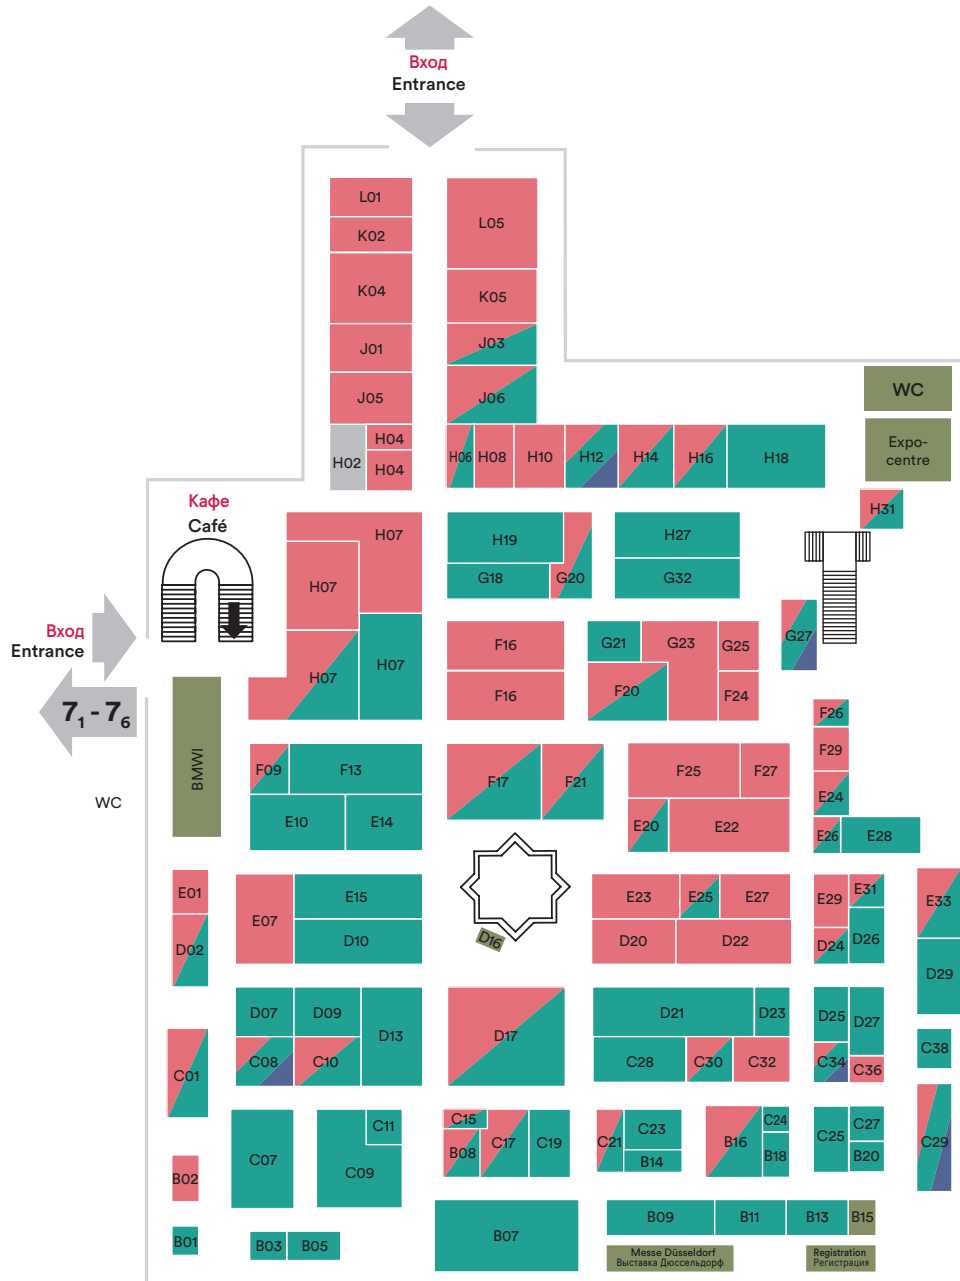 Вход
Entrance
L01
L05
K02
K04
K05
J01
J03
J05
J06
H02
H04
H04
H06
H08
H10
H12
H14
H16
H18
WC
Expo-
centre
H31
Кафе
Café
H07
H07
H07
H07
H19
G18
G20
H27
G32
G27
Вход
Entrance
7₁ - 7₆
F16
F16
G21
G23
G25
F20
F24
BMWI
WC
F09
F13
E10
E14
F17
F21
F25
F27
E20
E22
F26
F29
E24
E26
E28
E01
D02
E07
E15
D10
D16
E23
E25
E27
D20
D22
E29
E31
D24
D26
E33
D29
D07
D09
D13
C08
C10
C01
D17
D21
D23
C28
C30
C32
D25
D27
C34
C36
C38
C07
C11
C09
C15
B08
C17
C19
C21
C23
B14
B16
C24
B18
C25
C27
B20
C29
B02
B01
B03
B05
B07
B09
B11
B13
B15
Messe Düsseldorf
Выставка Дюссельдорф
Registration
Регистрация